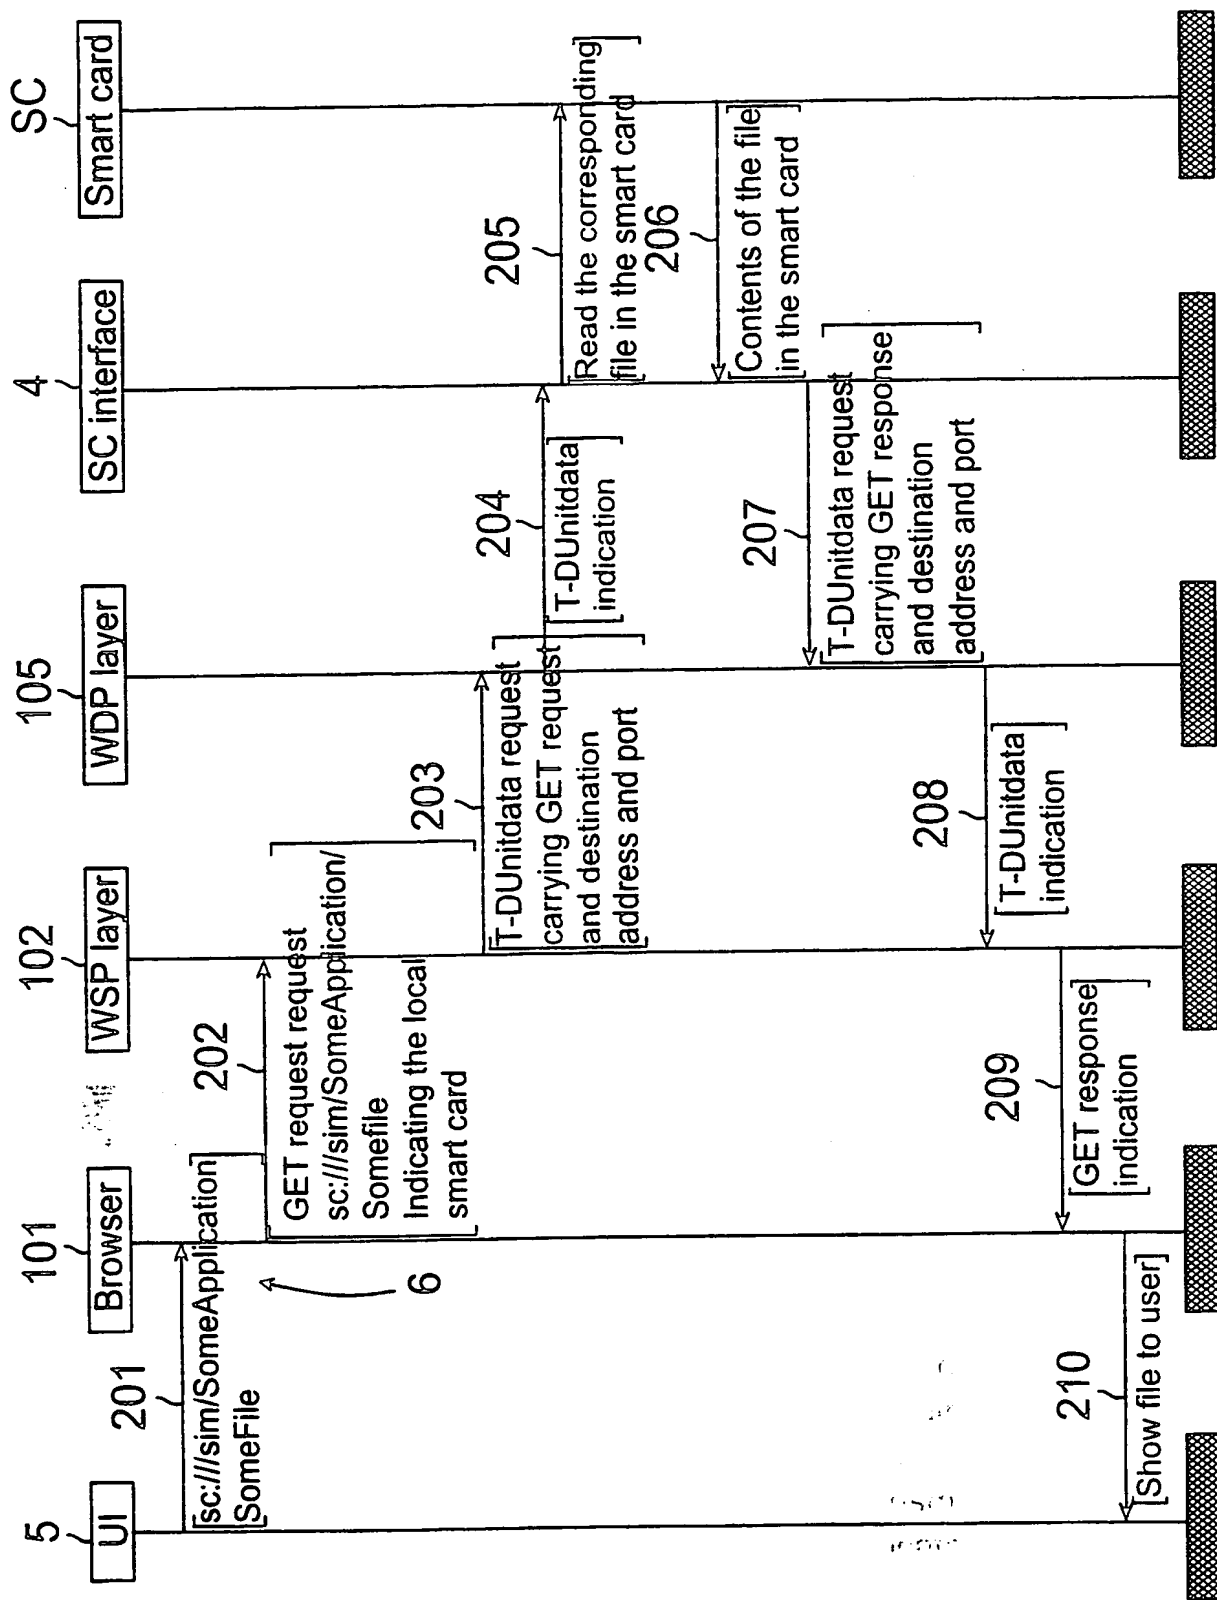 5
101
102
105
4
SC
UI
Browser
WSP layer
WDP layer
SC interface
Smart card
201
sc:///sim/SomeApplication
SomeFile
6
202
GET request request
sc:///sim/SomeApplication/
Somefile
Indicating the local
smart card
203
T-DUnitdata request
carrying GET request
and destination
address and port
204
T-DUnitdata
indication
205
Read the corresponding
file in the smart card
206
Contents of the file
in the smart card
207
T-DUnitdata request
carrying GET response
and destination
address and port
208
T-DUnitdata
indication
209
GET response
indication
210
[Show file to user]